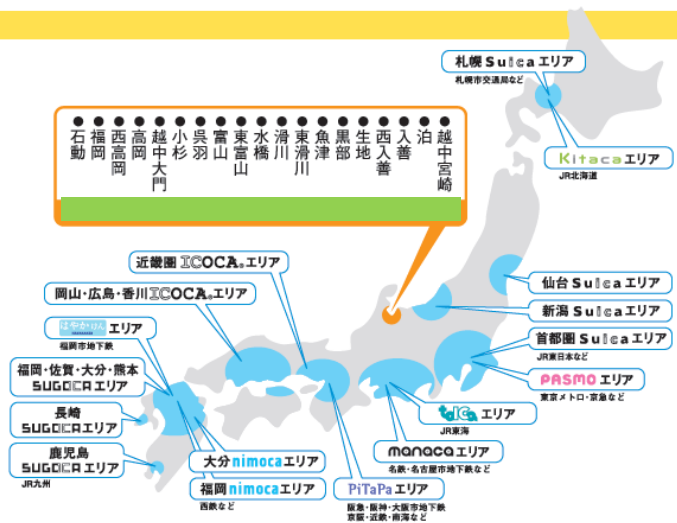 札幌Suicaエリア
札幌市交通局など
Kitacaエリア
JR北海道
石動
福岡
西高岡
高岡
越中大門
小杉
呉羽
富山
東富山
水橋
滑川
東滑川
魚津
黒部
生地
西入善
入善
泊
越中宮崎
近畿圏ICOCA®エリア
岡山・広島・香川ICOCA®エリア
はやかけんエリア
福岡市地下鉄
福岡・佐賀・大分・熊本
SUGOCAエリア
長崎
SUGOCAエリア
鹿児島
SUGOCAエリア
JR九州
大分nimocaエリア
福岡nimocaエリア
西鉄など
仙台Suicaエリア
新潟Suicaエリア
首都圏Suicaエリア
JR東日本など
PASMOエリア
東京メトロ・京急など
TOICAエリア
JR東海
manacaエリア
名鉄・名古屋市地下鉄など
PiTaPaエリア
阪急・阪神・大阪市地下鉄
京阪・近鉄・南海など